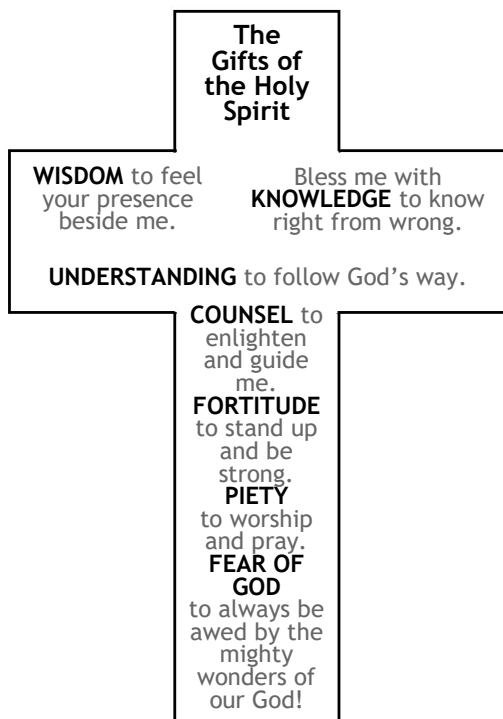 The
Gifts of
the Holy
Spirit
WISDOM to feel
your presence
beside me.
Bless me with
KNOWLEDGE to know
right from wrong.
UNDERSTANDING to follow God’s way.
COUNSEL to
enlighten
and guide
me.
FORTITUDE
to stand up
and be
strong.
PIETY
to worship
and pray.
FEAR OF
GOD
to always be
awed by the
mighty
wonders of
our God!